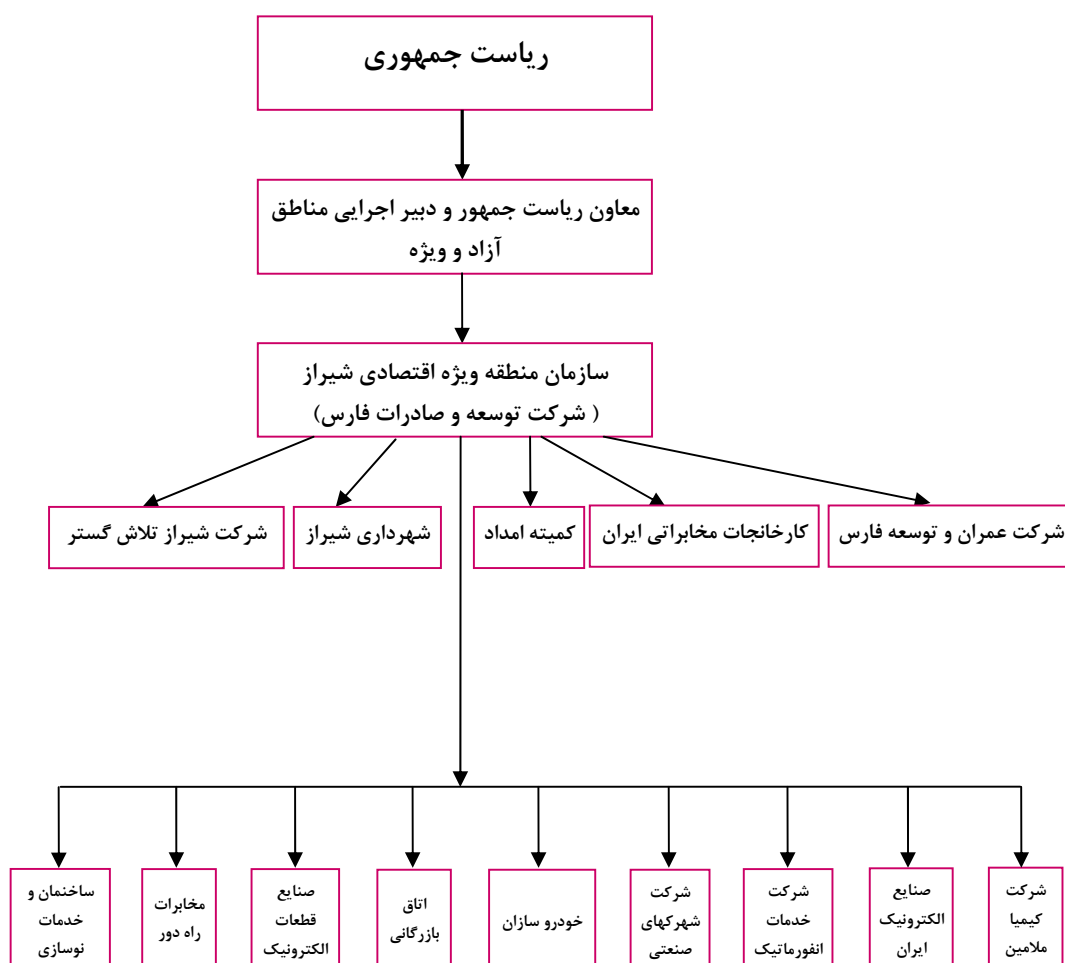 ریاست جمهوری
معاون ریاست جمهور و دبیر اجرایی مناطق
آزاد و ویژه
سازمان منطقه ویژه اقتصادی شیراز
( شرکت توسعه و صادرات فارس)
شرکت عمران و توسعه فارس
کارخانجات مخابراتی ایران
کمیته امداد
شهرداری شیراز
شرکت شیراز تلاش گستر
شرکت
کیمیا
ملامین
صنایع
الکترونیک
ایران
شرکت
خدمات
انفورماتیک
شرکت
شهرکهای
صنعتی
خودرو سازان
اتاق
بازرگانی
صنایع
قطعات
الکترونیک
مخابرات
راه دور
ساخنمان و
خدمات
نوسازی